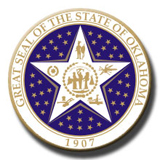 GREAT SEAL OF THE STATE OF OKLAHOMA
1907